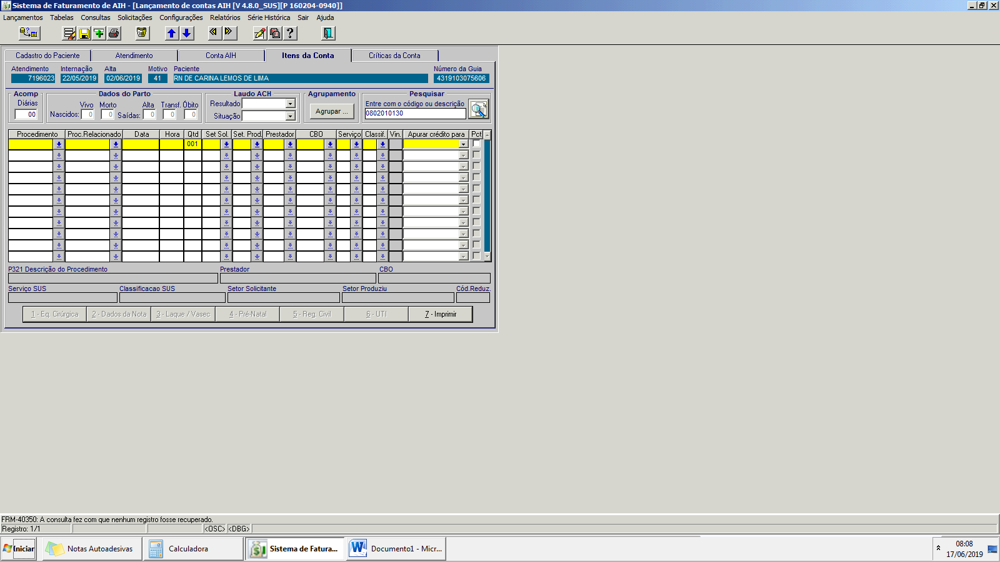 Sistema de Faturamento de AIH - [Lançamento de contas AIH [V 4.8.0_SUS][P 160204-0940]]
Lançamentos Tabelas Consultas Solicitações Configurações Relatórios Série Histórica Sair Ajuda
Cadastro do Paciente Atendimento Conta AIH Itens da Conta Críticas da Conta
Atendimento Internação Alta Motivo Paciente Número da Guia
7196023 22/05/2019 02/06/2019 41 RN DE CARINA LEMOS DE LIMA 4319103075606
Acomp Dados do Parto Laudo ACH Agrupamento Pesquisar
Diárias Vivo Morto Alta Transf. Óbito Resultado Entre com o código ou descrição
00 Nascidos: 0 0 Saídas: 0 0 0 Situação Agrupar ... 0802010130
Procedimento Proc.Relacionado Data Hora Qtd Set Sol. Set. Prod. Prestador CBO Serviço Classif. Vin. Apurar crédito para Pct
001
P321 Descrição do Procedimento Prestador CBO
Serviço SUS Classificacao SUS Setor Solicitante Setor Produziu Cód.Reduz.
1 - Eq. Cirúrgica 2 - Dados da Nota 3 - Laque / Vasec 4 - Pré-Natal 5 - Reg. Civil 6 - UTI 7 - Imprimir
FRM-40350: A consulta fez com que nenhum registro fosse recuperado.
Registro: 1/1 <OSC> <DBG>
Iniciar Notas Autoadesivas Calculadora Sistema de Fatura... Documento1 - Micr... 08:08
17/06/2019